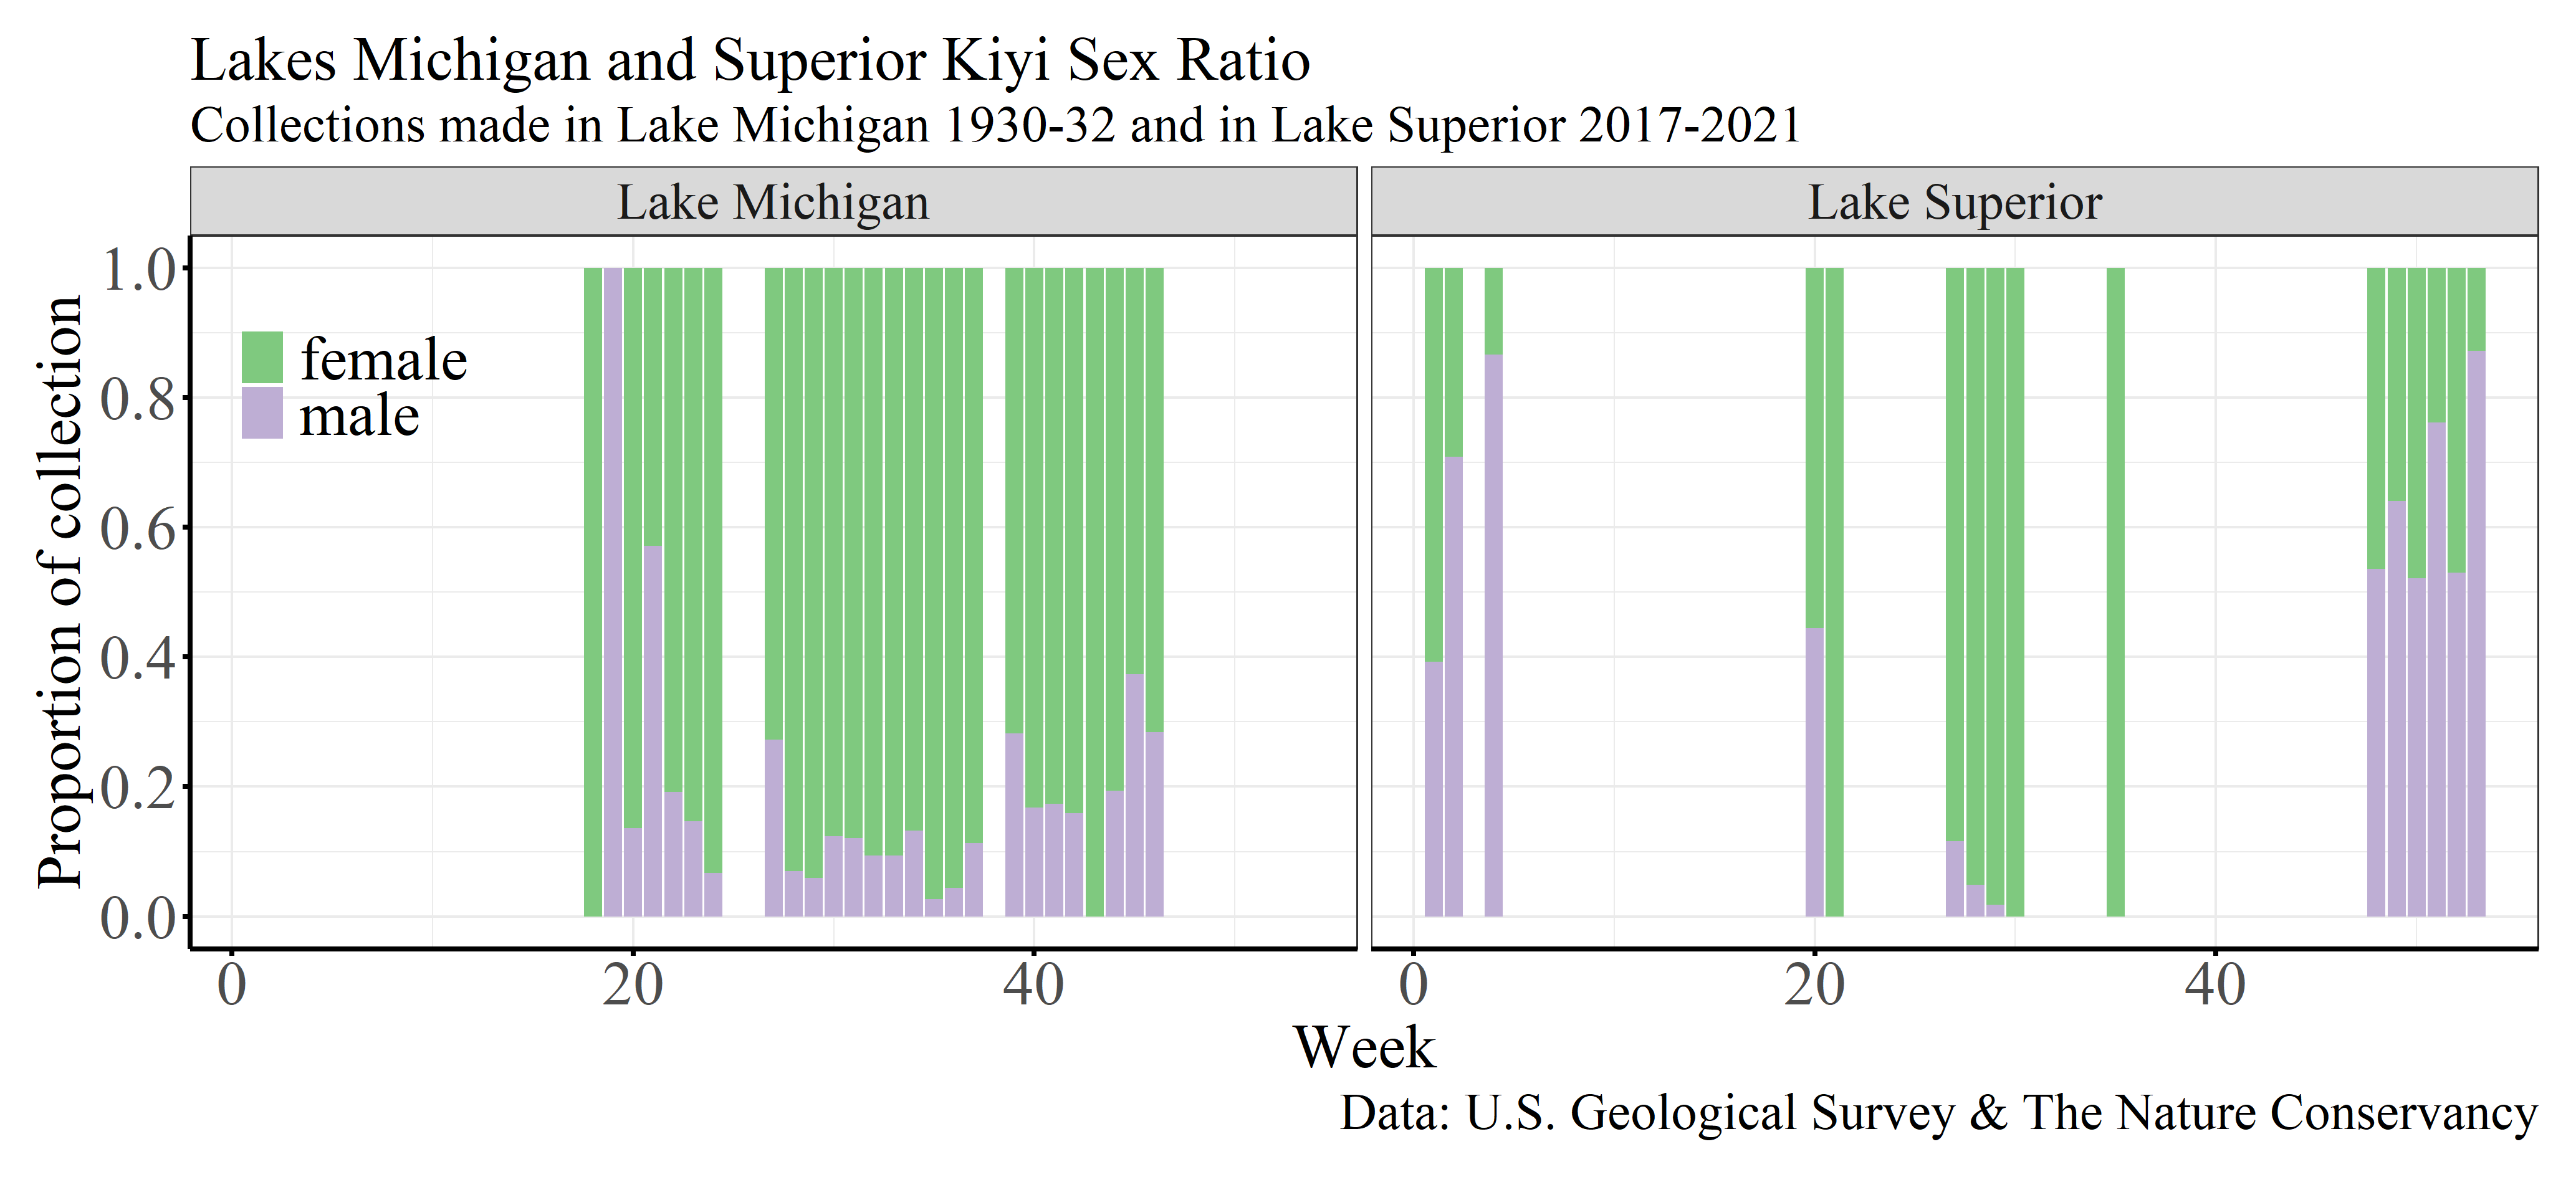 Lakes Michigan and Superior Kiyi Sex Ratio
Collections made in Lake Michigan 1930-32 and in Lake Superior 2017-2021
Lake Michigan
Lake Superior
Proportion of collection
1.0
0.8
0.6
0.4
0.2
0.0
female
male
0 20 40
0 20 40
Week
Data: U.S. Geological Survey & The Nature Conservancy